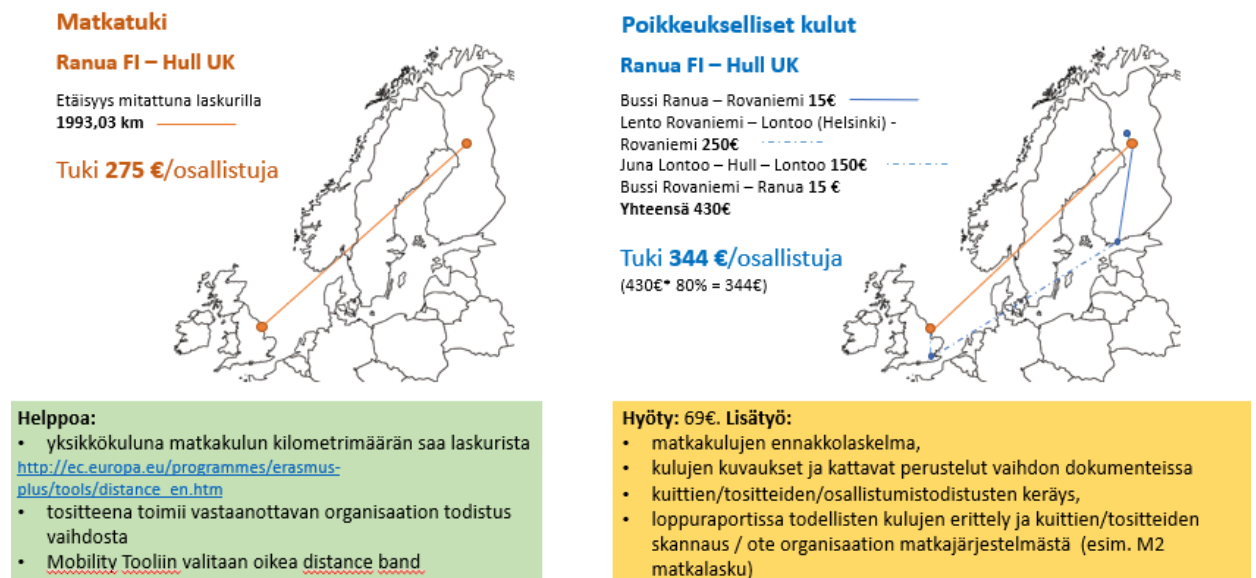 Matkatuki
Ranua FI – Hull UK
Etäisyys mitattuna laskurilla
1993,03 km
Tuki 275 €/osallistuja
Helppoa:
• yksikkökuluna matkakulun kilometrimäärän saa laskurista
http://ec.europa.eu/programmes/erasmus-
plus/tools/distance_en.htm
• tositteena toimii vastaanottavan organisaation todistus
vaihdosta
• Mobility Tooliin valitaan oikea distance band
Poikkeukselliset kulut
Ranua FI – Hull UK
Bussi Ranua – Rovaniemi 15€
Lento Rovaniemi – Lontoo (Helsinki) -
Rovaniemi 250€
Juna Lontoo – Hull – Lontoo 150€
Bussi Rovaniemi – Ranua 15 €
Yhteensä 430€
Tuki 344 €/osallistuja
(430€* 80% = 344€)
Hyöty: 69€. Lisätyö:
• matkakulujen ennakkolaskelma,
• kulujen kuvaukset ja kattavat perustelut vaihdon dokumenteissa
• kuittien/tositteiden/osallistumistodistusten keräys,
• loppuraportissa todellisten kulujen erittely ja kuittien/tositteiden
skannaus / ote organisaation matkajärjestelmästä (esim. M2
matkalasku)